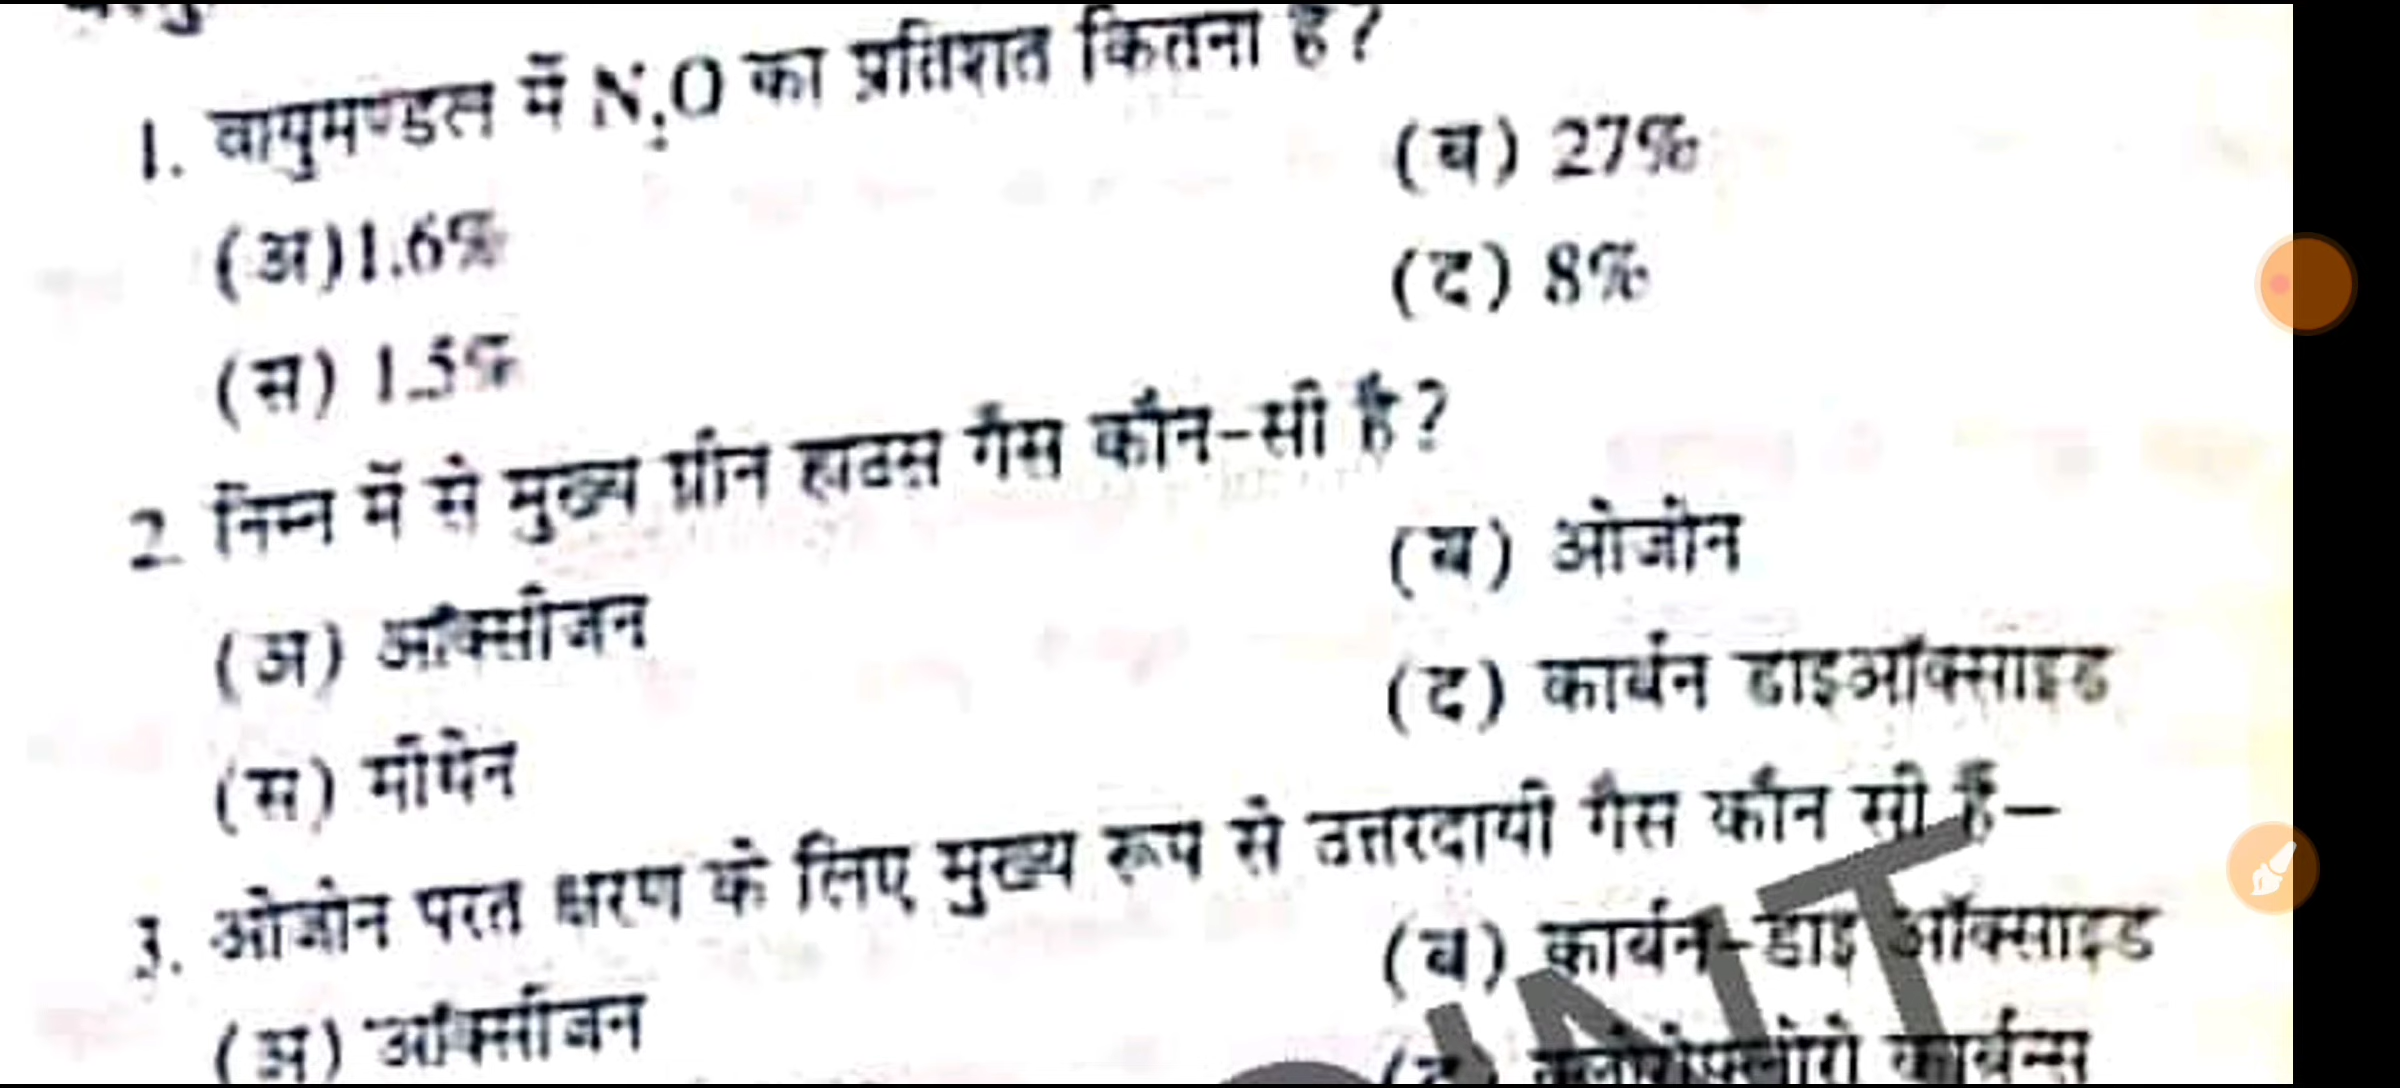 1. वायुमण्डल में N₂O का प्रतिशत कितना है?
(अ)1.6% (ब) 27%
(स) 1.5% (द) 8%
2. निम्न में से मुख्य ग्रीन हाउस गैस कौन-सी है?
(अ) ऑक्सीजन (ब) ओजोन
(स) मीथेन (द) कार्बन डाइऑक्साइड
3. ओजोन परत क्षरण के लिए मुख्य रूप से उत्तरदायी गैस कौन सी हैं–
(अ) ऑक्सीजन (ब) कार्बन-डाइ ऑक्साइड
(द) क्लोरोफ्लोरो कार्बन्स